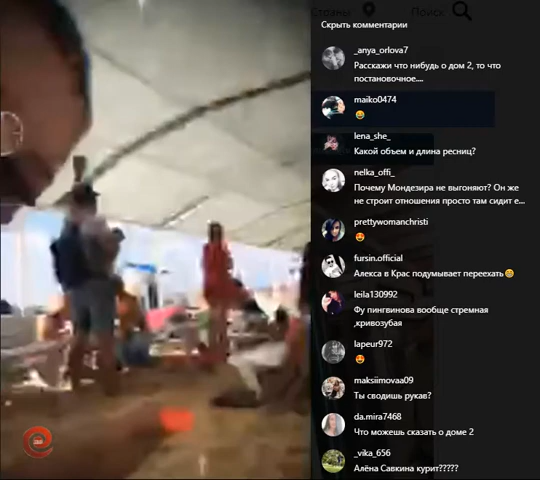 Страны
Поиск
Скрыть комментарии
_anya_orlova7
Расскажи что нибудь о дом 2, то что
постановочное....
maiko0474
lena_she_
Какой объем и длина ресниц?
nelka_offi_
Почему Мондезира не выгоняют? Он же
не строит отношения просто там сидит е...
prettywomanchristi
fursin.official
Алекса в Крас подумывает переехать
leila130992
Фу пингвинова вообще стремная
,кривозубая
lapeur972
maksiimovaa09
Ты сводишь рукав?
da.mira7468
Что можешь сказать о доме 2
_vika_656
Алёна Савкина курит?????